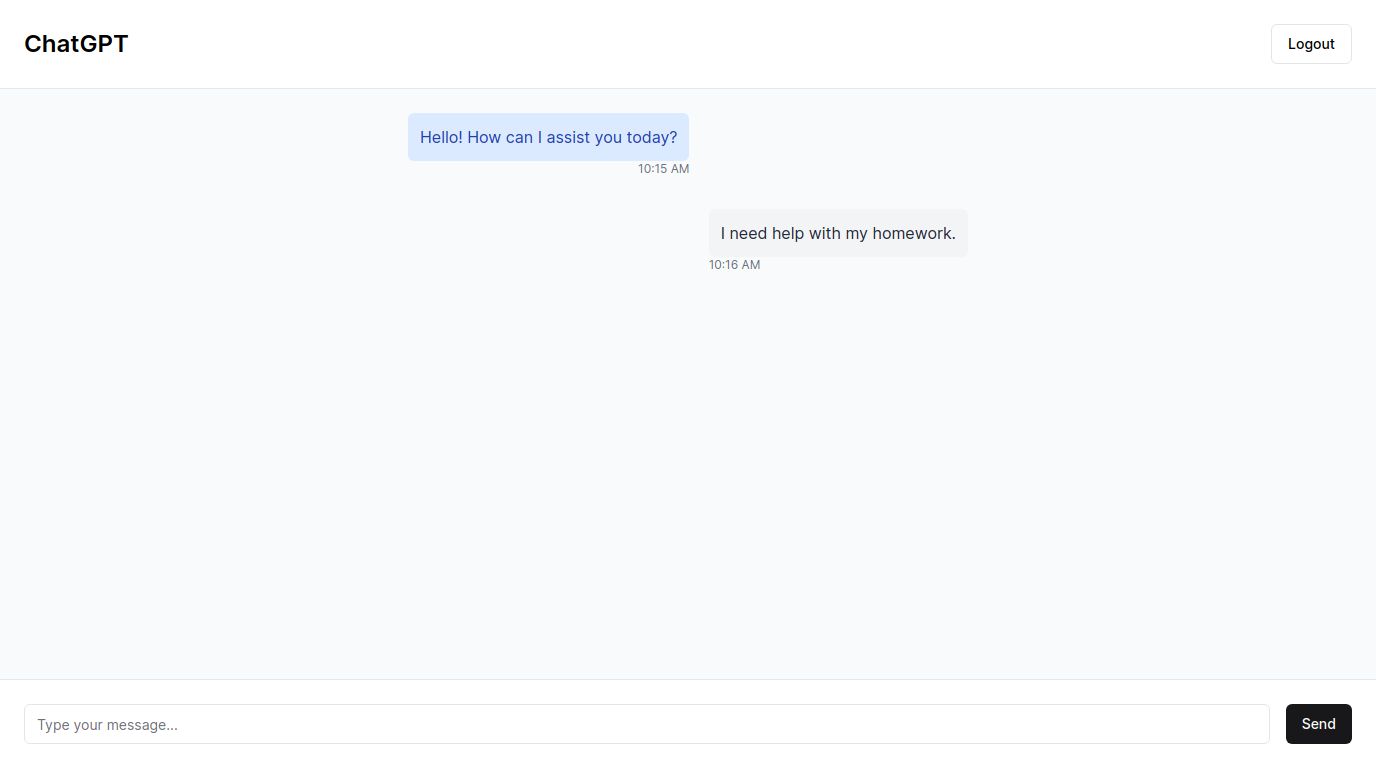 ChatGPT
Logout
Hello! How can I assist you today?
10:15 AM
I need help with my homework.
10:16 AM
Type your message...
Send